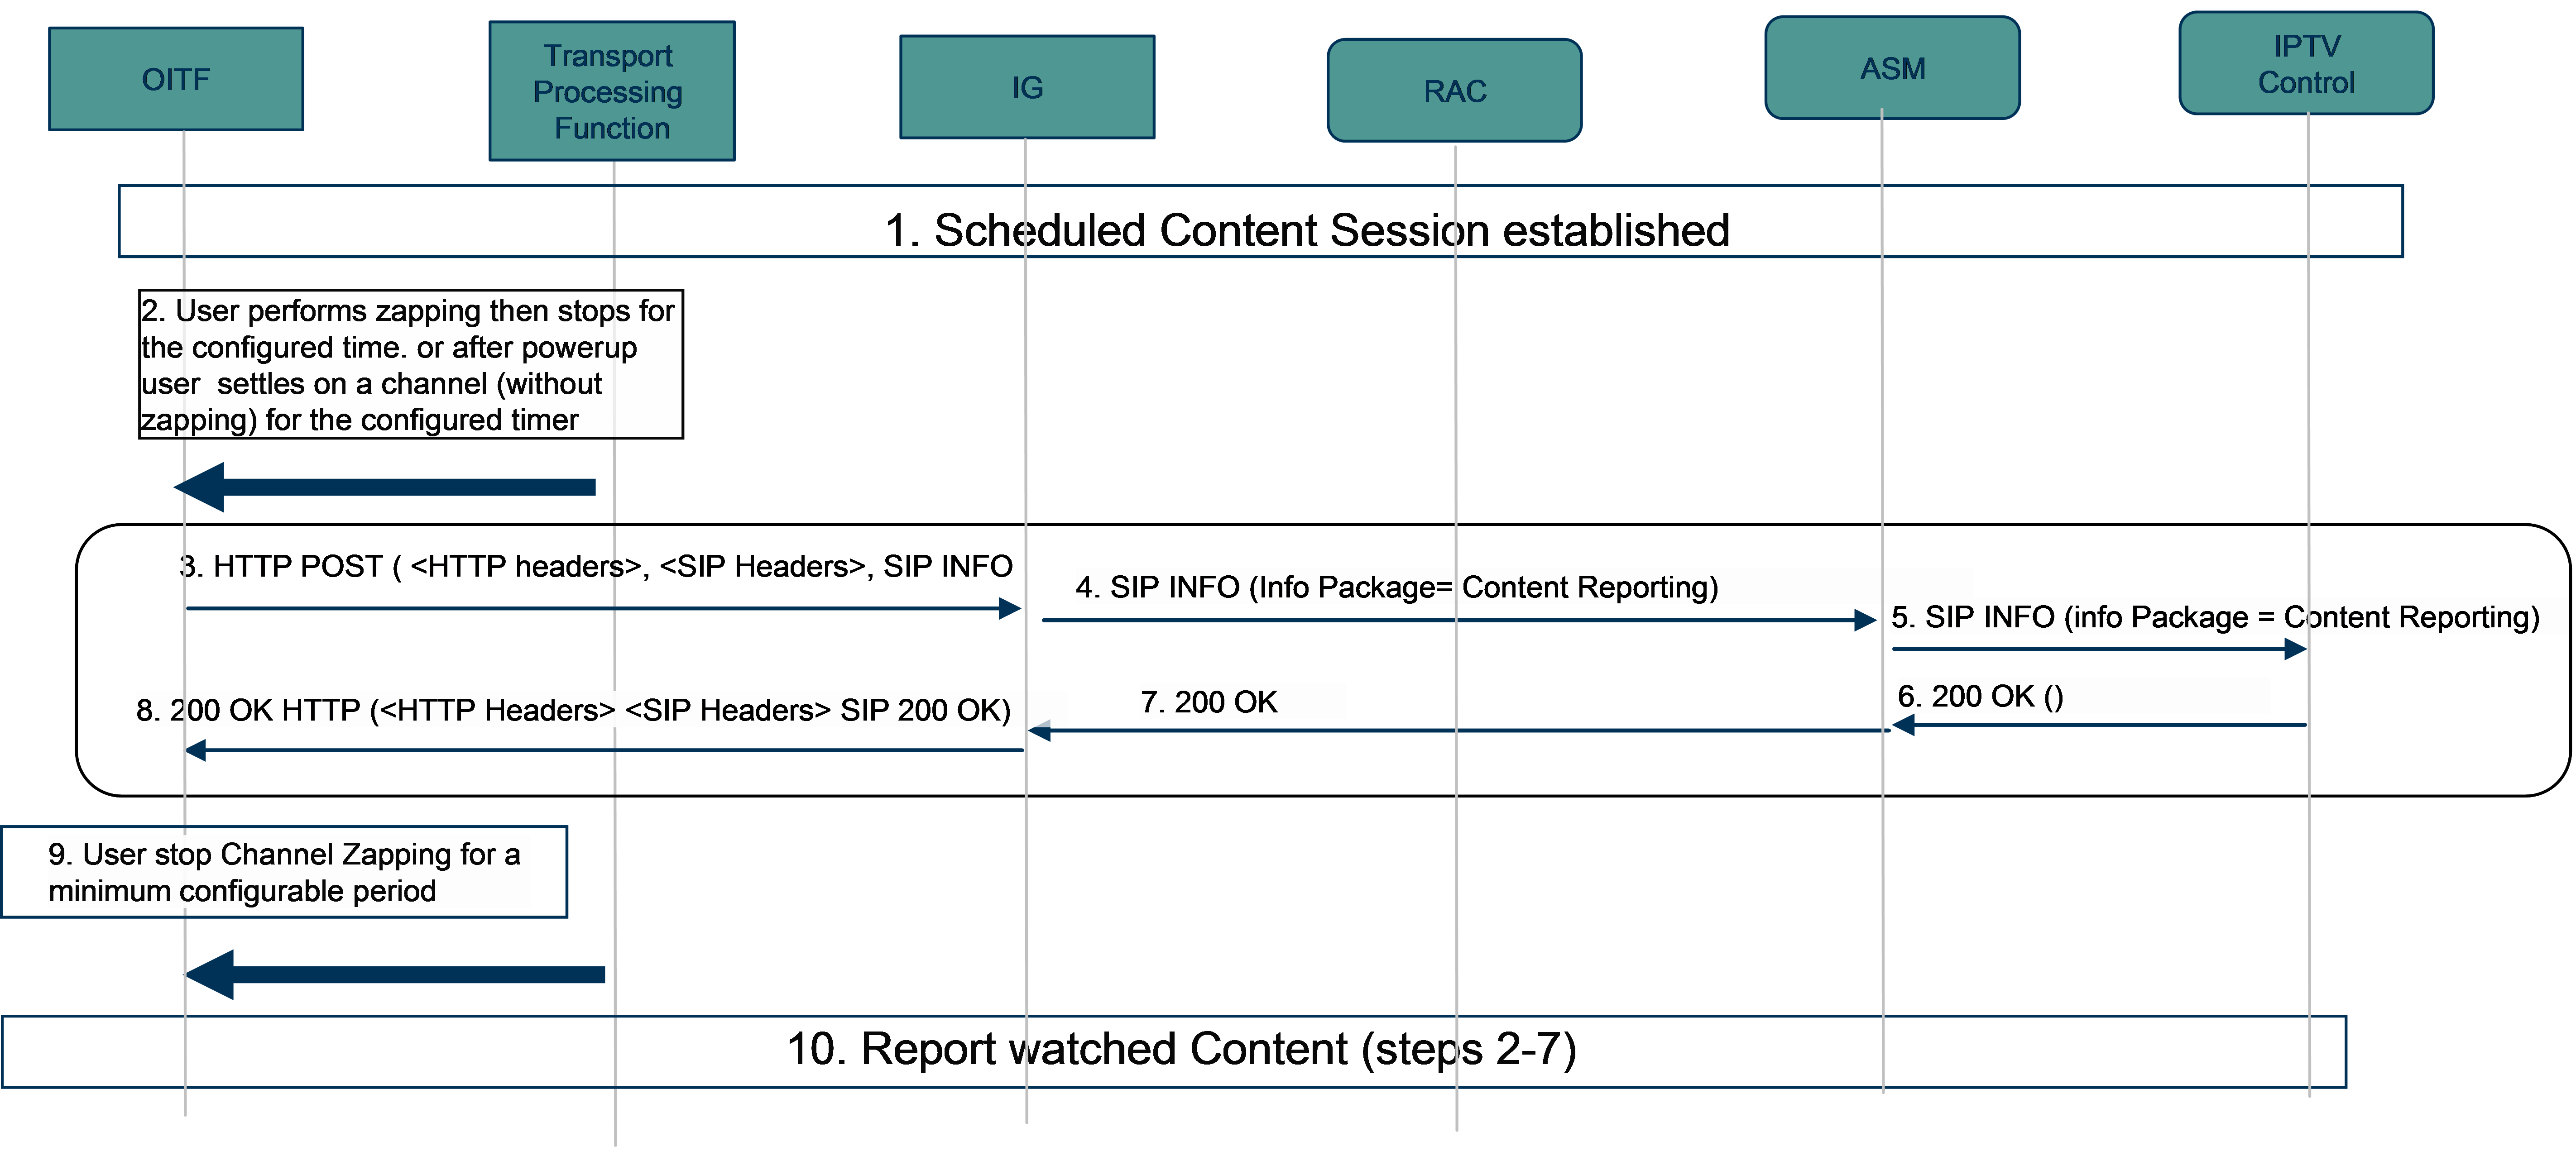 OITF
Transport
Processing
Function
IG
RAC
ASM
IPTV
Control
1. Scheduled Content Session established
2. User performs zapping then stops for
the configured time. or after powerup
user settles on a channel (without
zapping) for the configured timer
3. HTTP POST ( <HTTP headers>, <SIP Headers>, SIP INFO
4. SIP INFO (Info Package= Content Reporting)
5. SIP INFO (info Package = Content Reporting)
6. 200 OK ()
7. 200 OK
8. 200 OK HTTP (<HTTP Headers> <SIP Headers> SIP 200 OK)
9. User stop Channel Zapping for a
minimum configurable period
10. Report watched Content (steps 2-7)